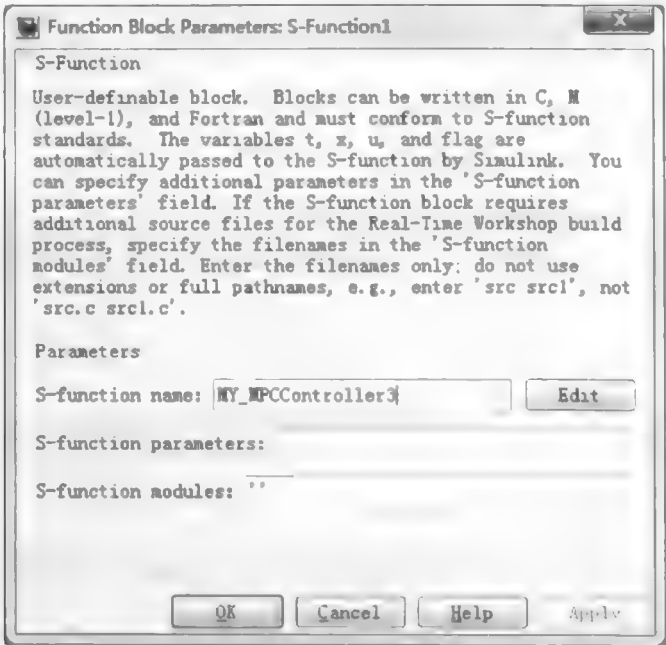 Function Block Parameters: S-Function1
S-Function
User-definable block. Blocks can be written in C, M
(level-1), and Fortran and must conform to S-function
standards. The variables t, x, u, and flag are
automatically passed to the S-function by Simulink. You
can specify additional parameters in the 'S-function
parameters' field. If the S-function block requires
additional source files for the Real-Time Workshop build
process, specify the filenames in the 'S-function
modules' field. Enter the filenames only; do not use
extensions or full pathnames, e.g., enter 'src src1', not
'src.c src1.c'.
Parameters
S-function name: MY_MPCController3 Edit
S-function parameters:
S-function modules: ''
OK Cancel Help Apply